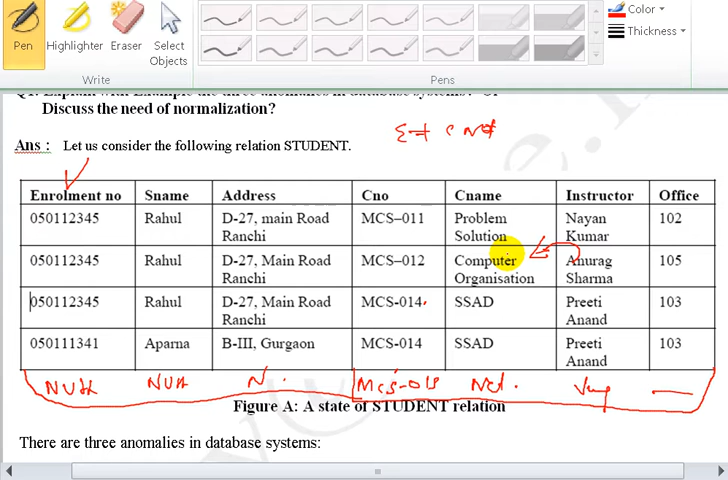 Pen
Highlighter
Eraser
Select Objects
Color
Thickness
Write
Pens
Discuss the need of normalization?
Ans : Let us consider the following relation STUDENT.
Enrolment no Sname Address Cno Cname Instructor Office
050112345 Rahul D-27, main Road Ranchi MCS–011 Problem Solution Nayan Kumar 102
050112345 Rahul D-27, Main Road Ranchi MCS–012 Computer Organisation Anurag Sharma 105
050112345 Rahul D-27, Main Road Ranchi MCS-014 SSAD Preeti Anand 103
050111341 Aparna B-III, Gurgaon MCS-014 SSAD Preeti Anand 103
N
Figure A: A state of STUDENT relation
There are three anomalies in database systems: